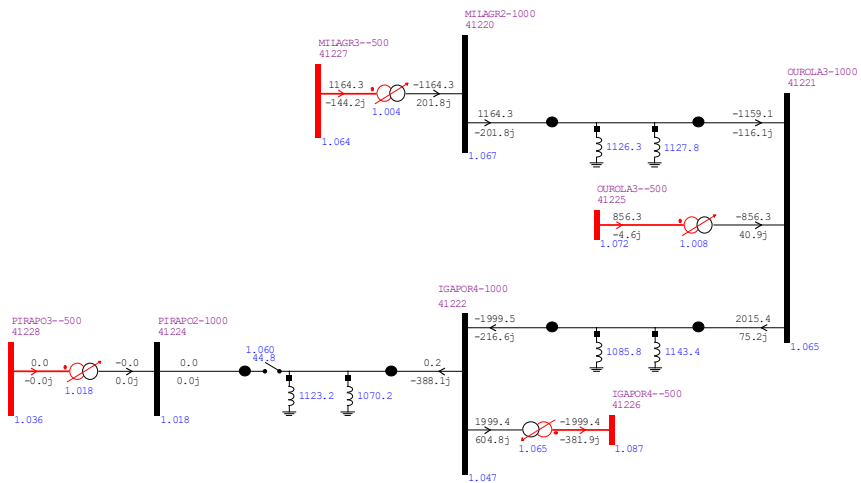 MILAGR2-1000
41220
MILAGR3--500
41227
OUROLA3-1000
41221
1164.3
-1164.3
-144.2j
201.8j
1.004
1164.3
-1159.1
-201.8j
-116.1j
1.064
1126.3
1127.8
1.067
OUROLA3--500
41225
856.3
-856.3
-4.6j
40.9j
1.072
1.008
IGAPOR4-1000
41222
PIRAPO3--500
41228
PIRAPO2-1000
41224
-1999.5
2015.4
-216.6j
75.2j
1085.8
1143.4
1.065
1.060
44.8
0.0
-0.0
0.0
0.2
-0.0j
0.0j
0.0j
-388.1j
1.018
1123.2
1070.2
IGAPOR4--500
41226
1.036
1.018
1999.4
-1999.4
604.8j
-381.9j
1.065
1.087
1.047